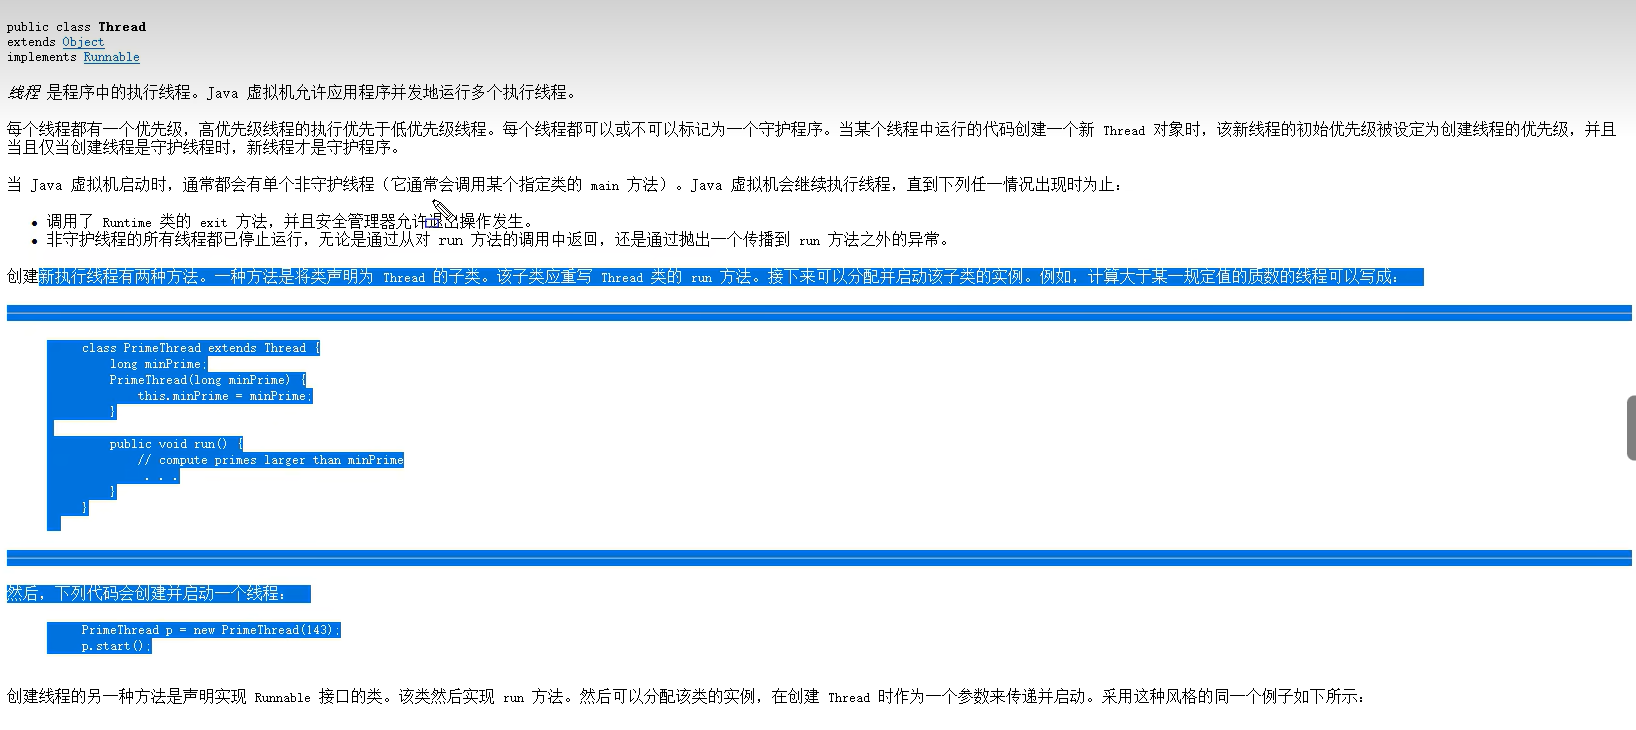 public class Thread
extends Object
implements Runnable
线程 是程序中的执行线程。Java 虚拟机允许应用程序并发地运行多个执行线程。
每个线程都有一个优先级，高优先级线程的执行优先于低优先级线程。每个线程都可以或不可以标记为一个守护程序。当某个线程中运行的代码创建一个新 Thread 对象时，该新线程的初始优先级被设定为创建线程的优先级，并且
当且仅当创建线程是守护线程时，新线程才是守护程序。
当 Java 虚拟机启动时，通常都会有单个非守护线程（它通常会调用某个指定类的 main 方法）。Java 虚拟机会继续执行线程，直到下列任一情况出现时为止：
• 调用了 Runtime 类的 exit 方法，并且安全管理器允许退出操作发生。
• 非守护线程的所有线程都已停止运行，无论是通过从对 run 方法的调用中返回，还是通过抛出一个传播到 run 方法之外的异常。
创建新执行线程有两种方法。一种方法是将类声明为 Thread 的子类。该子类应重写 Thread 类的 run 方法。接下来可以分配并启动该子类的实例。例如，计算大于某一规定值的质数的线程可以写成：
class PrimeThread extends Thread {
long minPrime;
PrimeThread(long minPrime) {
this.minPrime = minPrime;
}
public void run() {
// compute primes larger than minPrime
. . .
}
}
然后，下列代码会创建并启动一个线程：
PrimeThread p = new PrimeThread(143);
p.start();
创建线程的另一种方法是声明实现 Runnable 接口的类。该类然后实现 run 方法。然后可以分配该类的实例，在创建 Thread 时作为一个参数来传递并启动。采用这种风格的同一个例子如下所示：